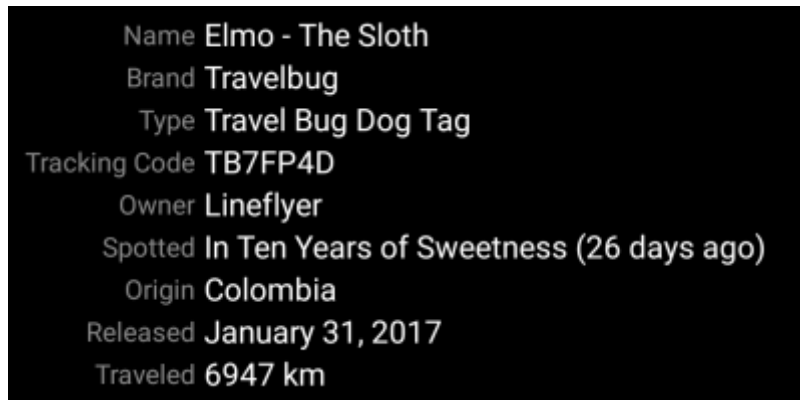 Name Elmo - The Sloth
Brand Travelbug
Type Travel Bug Dog Tag
Tracking Code TB7FP4D
Owner Lineflyer
Spotted In Ten Years of Sweetness (26 days ago)
Origin Colombia
Released January 31, 2017
Traveled 6947 km